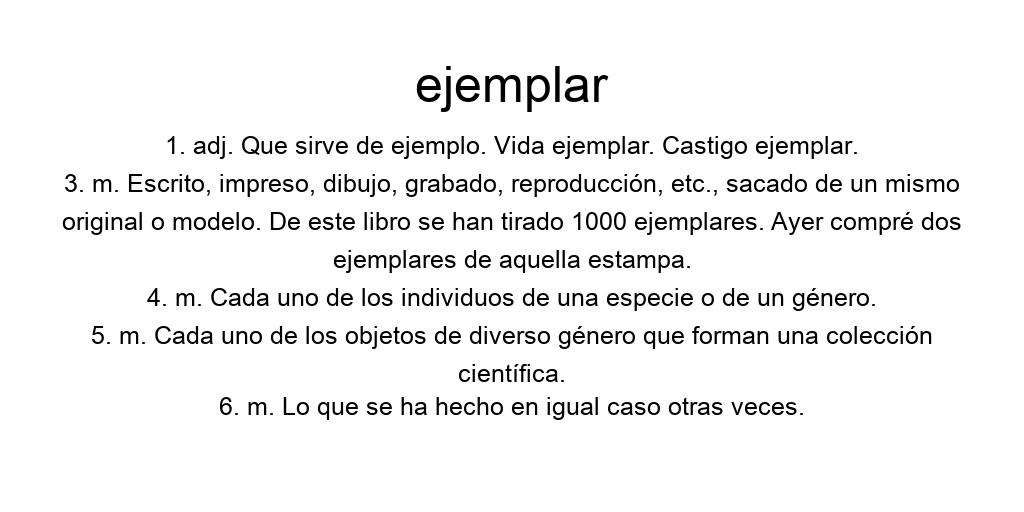 ejemplar
1. adj. Que sirve de ejemplo. Vida ejemplar. Castigo ejemplar.
3. m. Escrito, impreso, dibujo, grabado, reproducción, etc., sacado de un mismo
original o modelo. De este libro se han tirado 1000 ejemplares. Ayer compré dos
ejemplares de aquella estampa.
4. m. Cada uno de los individuos de una especie o de un género.
5. m. Cada uno de los objetos de diverso género que forman una colección
científica.
6. m. Lo que se ha hecho en igual caso otras veces.